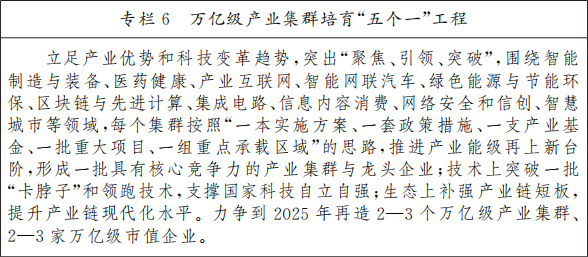 专栏6 万亿级产业集群培育“五个一”工程
立足产业优势和科技变革趋势,突出“聚焦、引领、突破”,围绕智能
制造与装备、医药健康、产业互联网、智能网联汽车、绿色能源与节能环
保、区块链与先进计算、集成电路、信息内容消费、网络安全和信创、智慧
城市等领域,每个集群按照“一本实施方案、一套政策措施、一支产业基
金、一批重大项目、一组重点承载区域”的思路,推进产业能级再上新台
阶,形成一批具有核心竞争力的产业集群与龙头企业;技术上突破一批
“卡脖子”和领跑技术,支撑国家科技自立自强;生态上补强产业链短板,
提升产业链现代化水平。力争到2025年再造2—3个万亿级产业集群、
2—3家万亿级市值企业。